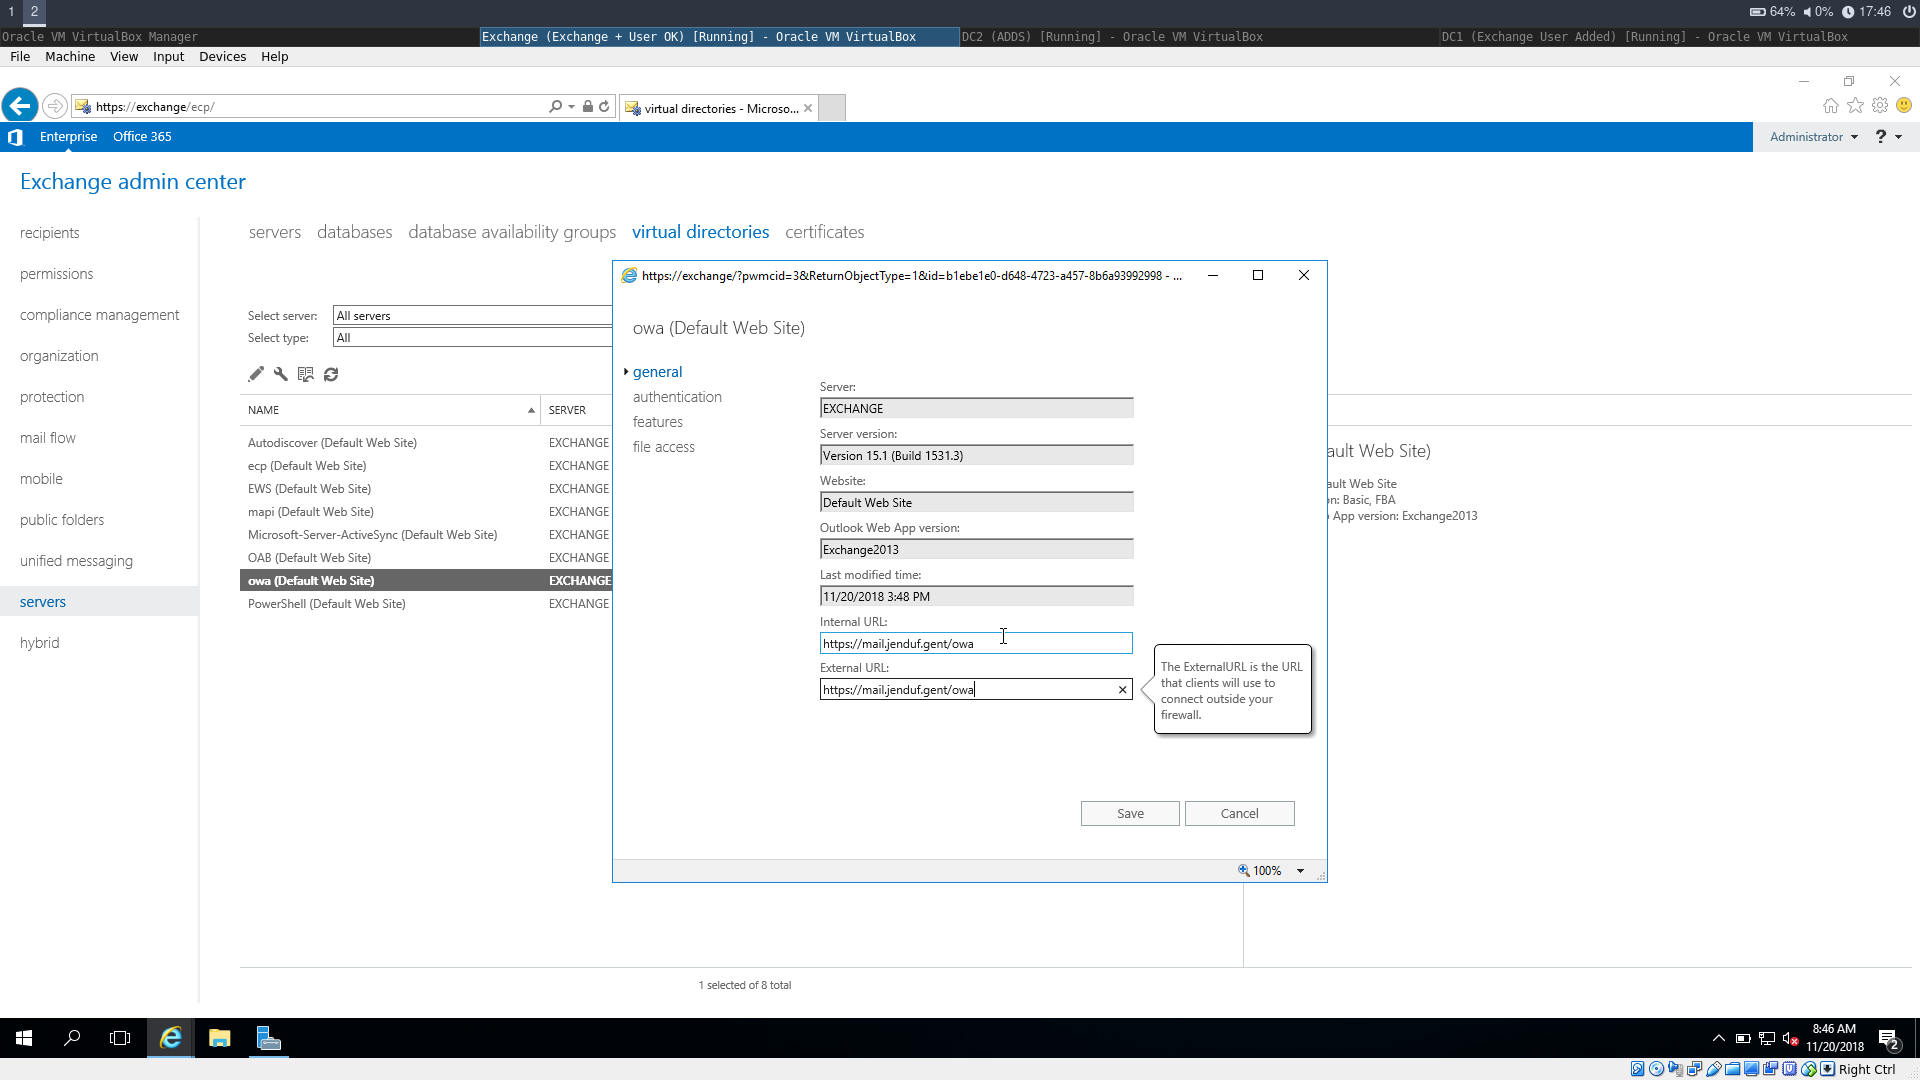 1 2 64% 0% 17:46
Oracle VM VirtualBox Manager Exchange (Exchange + User OK) [Running] - Oracle VM VirtualBox DC2 (ADDS) [Running] - Oracle VM VirtualBox DC1 (Exchange User Added) [Running] - Oracle VM VirtualBox
File Machine View Input Devices Help
https://exchange/ecp/ virtual directories - Microso...
Enterprise Office 365 Administrator ?
Exchange admin center
recipients
permissions
compliance management
organization
protection
mail flow
mobile
public folders
unified messaging
servers
hybrid
servers databases database availability groups virtual directories certificates
Select server: All servers
Select type: All
NAME SERVER
Autodiscover (Default Web Site) EXCHANGE
ecp (Default Web Site) EXCHANGE
EWS (Default Web Site) EXCHANGE
mapi (Default Web Site) EXCHANGE
Microsoft-Server-ActiveSync (Default Web Site) EXCHANGE
OAB (Default Web Site) EXCHANGE
owa (Default Web Site) EXCHANGE
PowerShell (Default Web Site) EXCHANGE
1 selected of 8 total
https://exchange/?pwmcid=3&ReturnObjectType=1&id=b1ebe1e0-d648-4723-a457-8b6a93992998 - ...
owa (Default Web Site)
general
authentication
features
file access
Server:
EXCHANGE
Server version:
Version 15.1 (Build 1531.3)
Website:
Default Web Site
Outlook Web App version:
Exchange2013
Last modified time:
11/20/2018 3:48 PM
Internal URL:
https://mail.jenduf.gent/owa
External URL:
https://mail.jenduf.gent/owa
The ExternalURL is the URL
that clients will use to
connect outside your
firewall.
Save Cancel
100%
ault Web Site)
ault Web Site
n: Basic, FBA
App version: Exchange2013
8:46 AM
11/20/2018
2
Right Ctrl